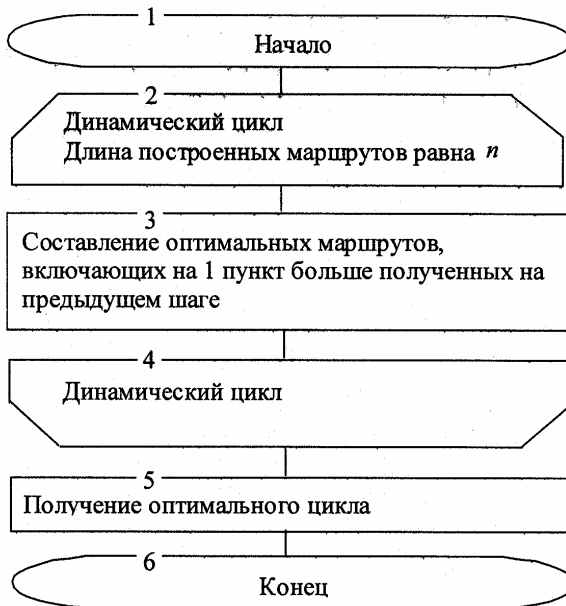 1
Начало
2
Динамический цикл
Длина построенных маршрутов равна n
3
Составление оптимальных маршрутов,
включающих на 1 пункт больше полученных на
предыдущем шаге
4
Динамический цикл
5
Получение оптимального цикла
6
Конец